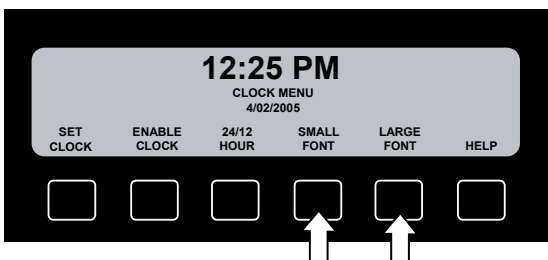 12:25 PM
CLOCK MENU
4/02/2005
SET CLOCK
ENABLE CLOCK
24/12 HOUR
SMALL FONT
LARGE FONT
HELP